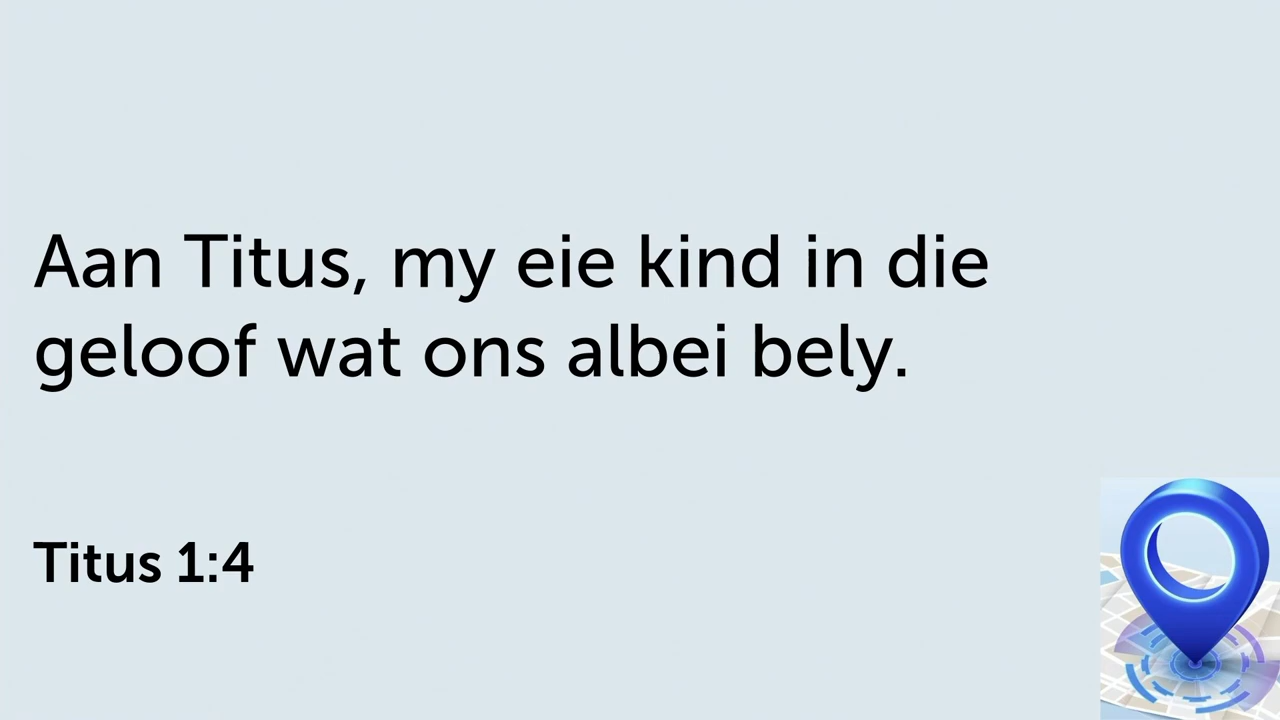 Aan Titus, my eie kind in die
geloof wat ons albei bely.
Titus 1:4